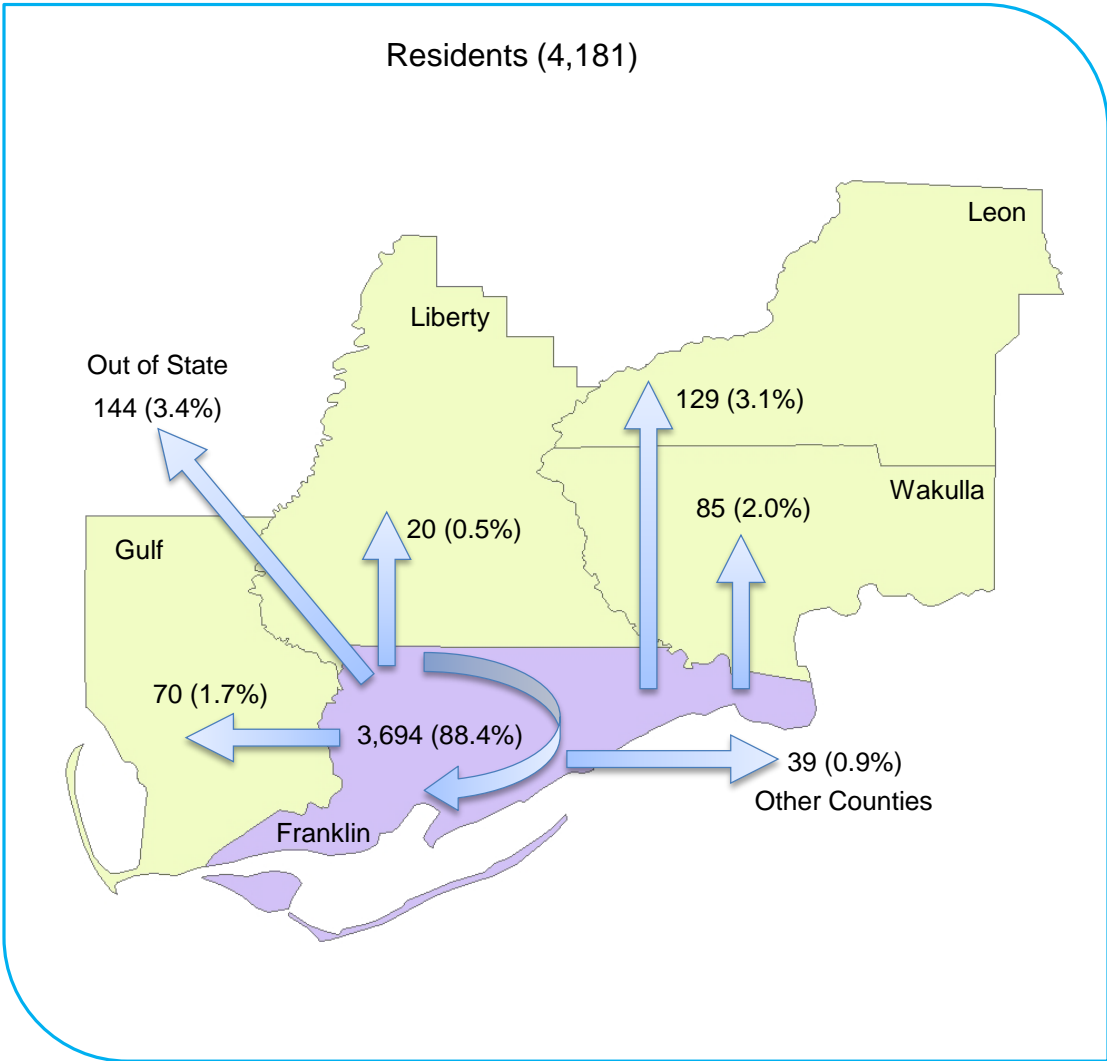 Residents (4,181)
Leon
Liberty
Out of State
144 (3.4%)
129 (3.1%)
Wakulla
85 (2.0%)
20 (0.5%)
Gulf
70 (1.7%)
3,694 (88.4%)
39 (0.9%)
Other Counties
Franklin